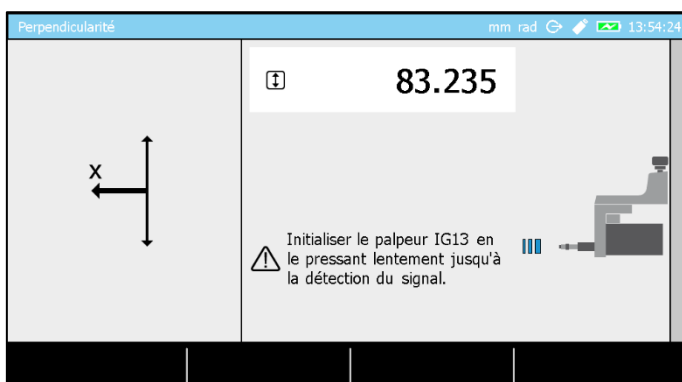 Perpendicularité mm rad 13:54:24
83.235
X
Initialiser le palpeur IG13 en
le pressant lentement jusqu'à
la détection du signal.